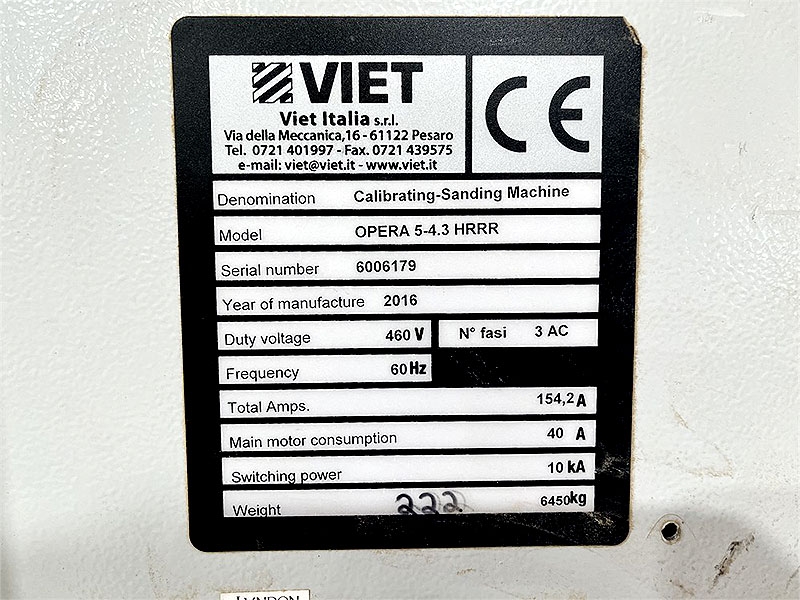 VIET
Viet Italia s.r.l.
Via della Meccanica,16 - 61122 Pesaro
Tel. 0721 401997 - Fax. 0721 439575
e-mail: viet@viet.it - www.viet.it
CE
Denomination Calibrating-Sanding Machine
Model OPERA 5-4.3 HRRR
Serial number 6006179
Year of manufacture 2016
Duty voltage 460 V N° fasi 3 AC
Frequency 60 Hz
Total Amps. 154,2 A
Main motor consumption 40 A
Switching power 10 kA
Weight 222 6450 kg
LYNDON